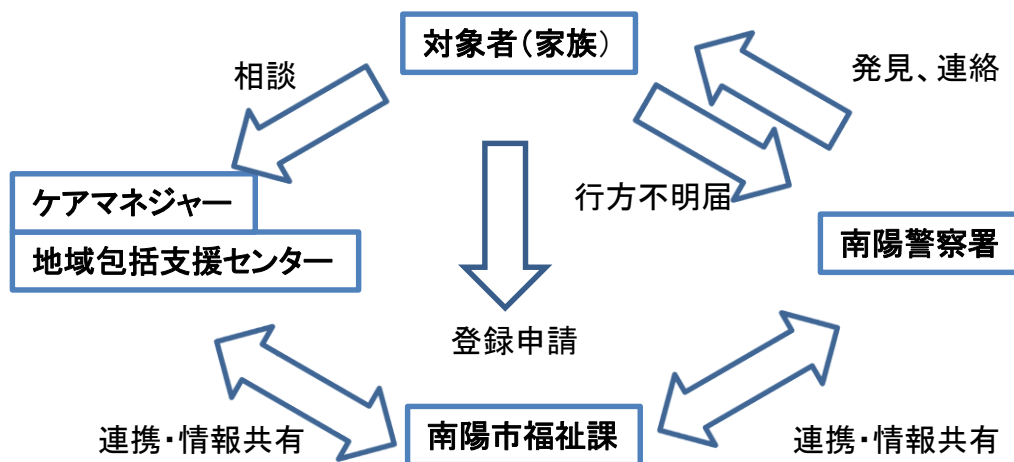 対象者（家族）
相談
発見、連絡
行方不明届
ケアマネジャー
地域包括支援センター
南陽警察署
登録申請
連携・情報共有
南陽市福祉課
連携・情報共有